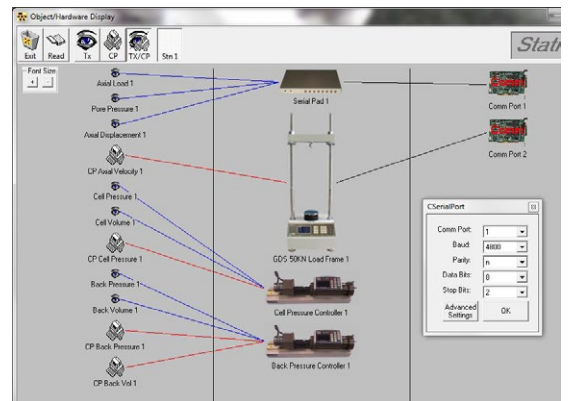 Object/Hardware Display
Exit
Read
Tx
CP
TX/CP
Stn 1
Font Size
+ -
Axial Load 1
Pore Pressure 1
Axial Displacement 1
CP Axial Velocity 1
Cell Pressure 1
Cell Volume 1
CP Cell Pressure 1
Back Pressure 1
Back Volume 1
CP Back Pressure 1
CP Back Vol 1
Serial Pad 1
GDS 50KN Load Frame 1
Cell Pressure Controller 1
Back Pressure Controller 1
Comm Port 1
Comm Port 2
CSerialPort
Comm Port: 1
Baud: 4800
Parity: n
Data Bits: 8
Stop Bits: 2
Advanced
Settings
OK